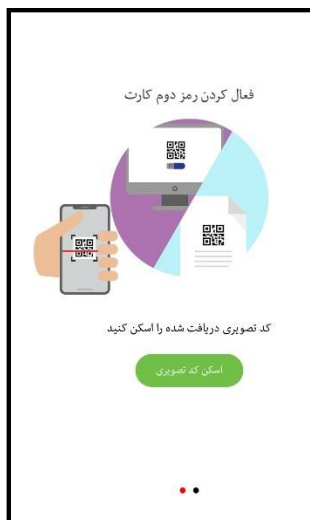 فعال کردن رمز دوم کارت
کد تصویری دریافت شده را اسکن کنید
اسکن کد تصویری